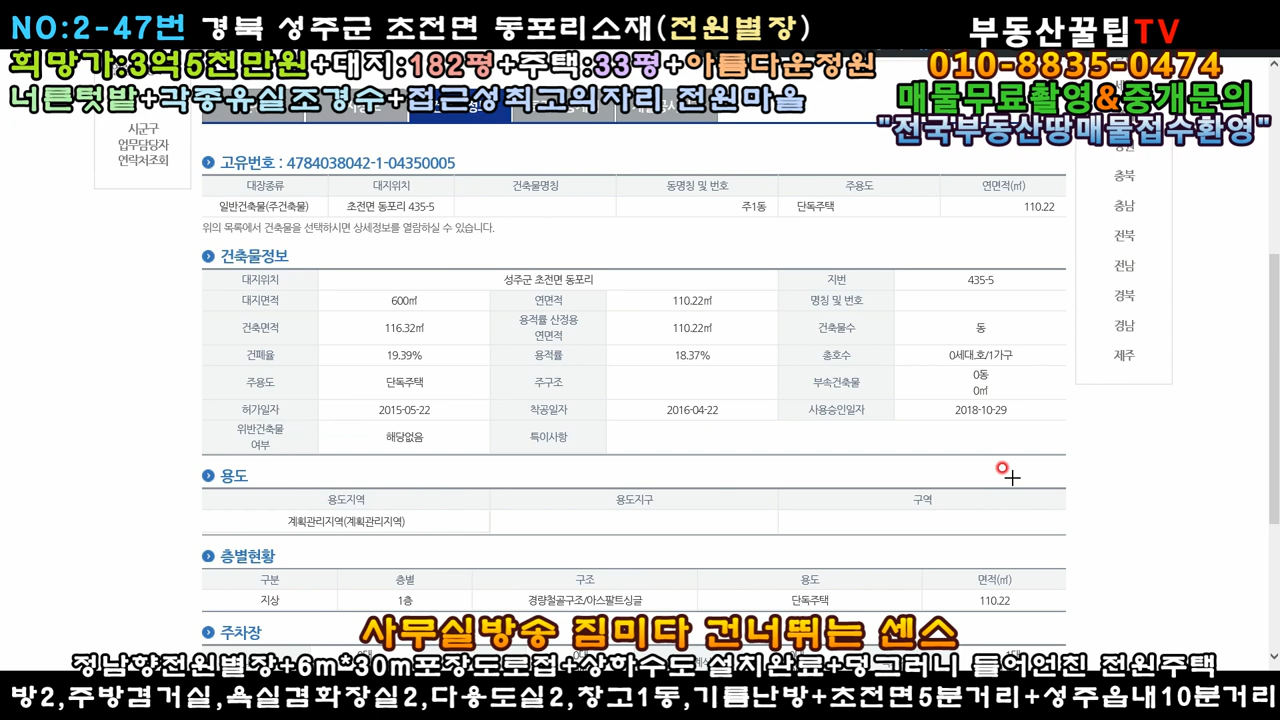 NO:2-47번 경북 성주군 초전면 동포리소재(전원별장)
부동산꿀팁TV
희망가:3억5천만원+대지:182평+주택:33평+아름다운정원
010-8835-0474
너른텃밭+각종유실조경수+접근성최고의자리 전원마을
매물무료촬영&중개문의
"전국부동산땅매물접수환영"
시군구
업무담당자
연락처조회
고유번호 : 4784038042-1-04350005
대장종류 대지위치 건축물명칭 동명칭 및 번호 주용도 연면적(㎡)
일반건축물(주건축물) 초전면 동포리 435-5 주1동 단독주택 110.22
위의 목록에서 건축물을 선택하시면 상세정보를 열람하실 수 있습니다.
건축물정보
대지위치 성주군 초전면 동포리 지번 435-5
대지면적 600㎡ 연면적 110.22㎡ 명칭 및 번호
건축면적 116.32㎡ 용적률 산정용 연면적 110.22㎡ 건축물수 동
건폐율 19.39% 용적률 18.37% 총호수 0세대.호/1가구
주용도 단독주택 주구조 부속건축물 0동 0㎡
허가일자 2015-05-22 착공일자 2016-04-22 사용승인일자 2018-10-29
위반건축물 여부 해당없음 특이사항
용도
용도지역 용도지구 구역
계획관리지역(계획관리지역)
층별현황
구분 층별 구조 용도 면적(㎡)
지상 1층 경량철골구조/아스팔트싱글 단독주택 110.22
주차장
충북
충남
전북
전남
경북
경남
제주
사무실방송 짐미다 건너뛰는 센스
정남향전원별장+6m*30m포장도로접+상하수도 설치완료+덩그러니 들어언친 전원주택
방2,주방겸거실,욕실겸화장실2,다용도실2,창고1동,기름난방+초전면5분거리+성주읍내10분거리